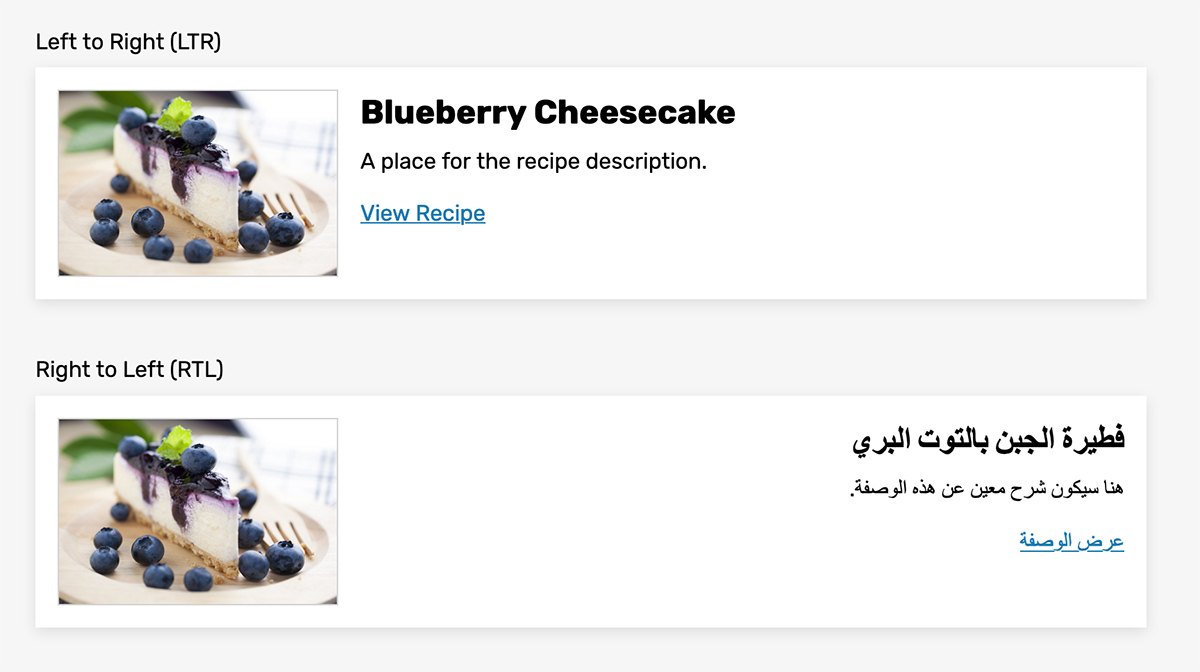 Left to Right (LTR)
Blueberry Cheesecake
A place for the recipe description.
View Recipe
Right to Left (RTL)
فطيرة الجبن بالتوت البري
هنا سيكون شرح معين عن هذه الوصفة.
عرض الوصفة